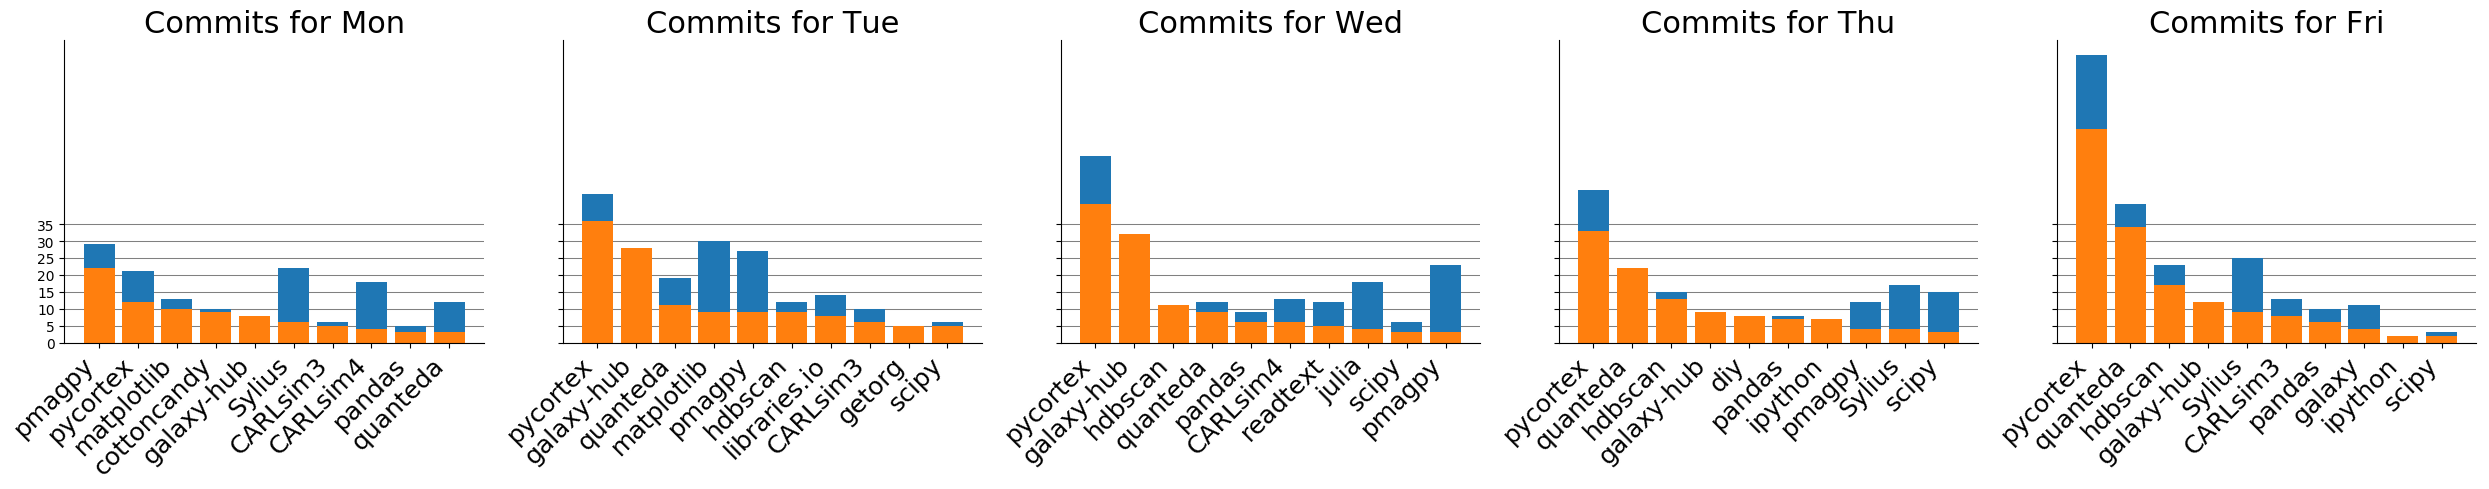 Commits for Mon
Commits for Tue
Commits for Wed
Commits for Thu
Commits for Fri
35
30
25
20
15
10
5
0
pmagpy
pycortex
matplotlib
cottoncandy
galaxy-hub
Sylius
CARLsim3
CARLsim4
pandas
quanteda
pycortex
galaxy-hub
quanteda
matplotlib
pmagpy
hdbscan
libraries.io
CARLsim3
getorg
scipy
pycortex
galaxy-hub
hdbscan
quanteda
pandas
CARLsim4
readtext
julia
scipy
pmagpy
pycortex
quanteda
hdbscan
galaxy-hub
diy
pandas
ipython
pmagpy
Sylius
scipy
pycortex
quanteda
hdbscan
galaxy-hub
Sylius
CARLsim3
pandas
galaxy
ipython
scipy